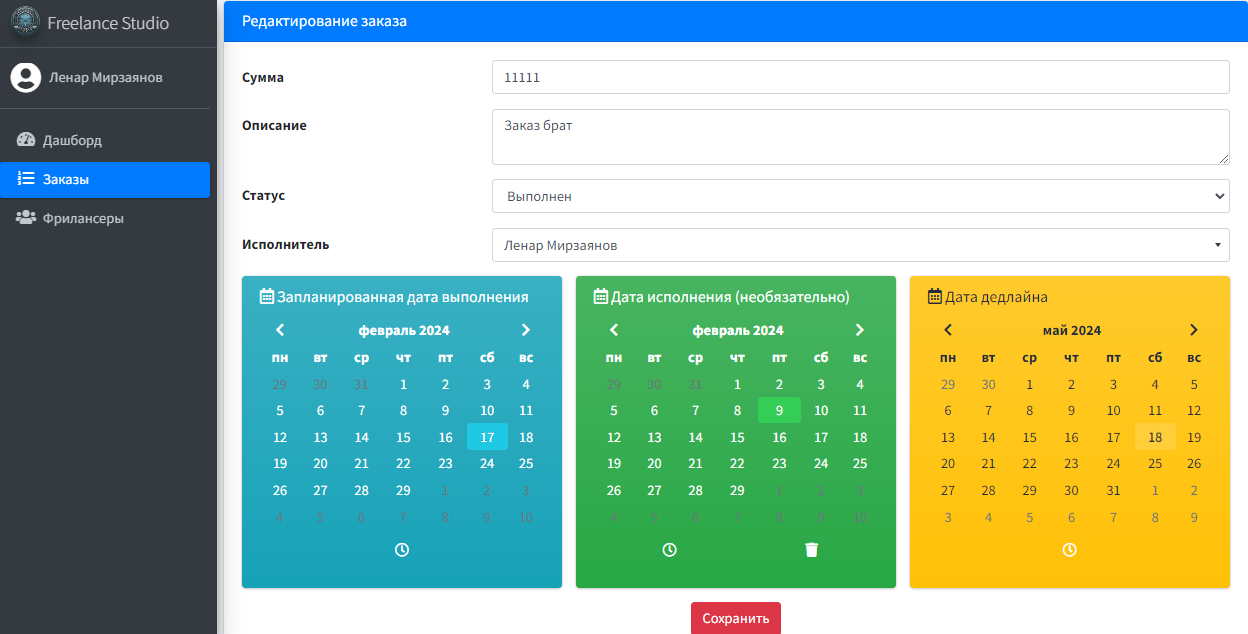 Freelance Studio
Ленар Мирзаянов
Дашборд
Заказы
Фрилансеры
Редактирование заказа
Сумма 11111
Описание Заказ брат
Статус Выполнен
Исполнитель Ленар Мирзаянов
Запланированная дата выполнения
февраль 2024
пн вт ср чт пт сб вс
29 30 31 1 2 3 4
5 6 7 8 9 10 11
12 13 14 15 16 17 18
19 20 21 22 23 24 25
26 27 28 29 1 2 3
4 5 6 7 8 9 10
Дата исполнения (необязательно)
февраль 2024
пн вт ср чт пт сб вс
29 30 31 1 2 3 4
5 6 7 8 9 10 11
12 13 14 15 16 17 18
19 20 21 22 23 24 25
26 27 28 29 1 2 3
4 5 6 7 8 9 10
Дата дедлайна
май 2024
пн вт ср чт пт сб вс
29 30 1 2 3 4 5
6 7 8 9 10 11 12
13 14 15 16 17 18 19
20 21 22 23 24 25 26
27 28 29 30 31 1 2
3 4 5 6 7 8 9
Сохранить